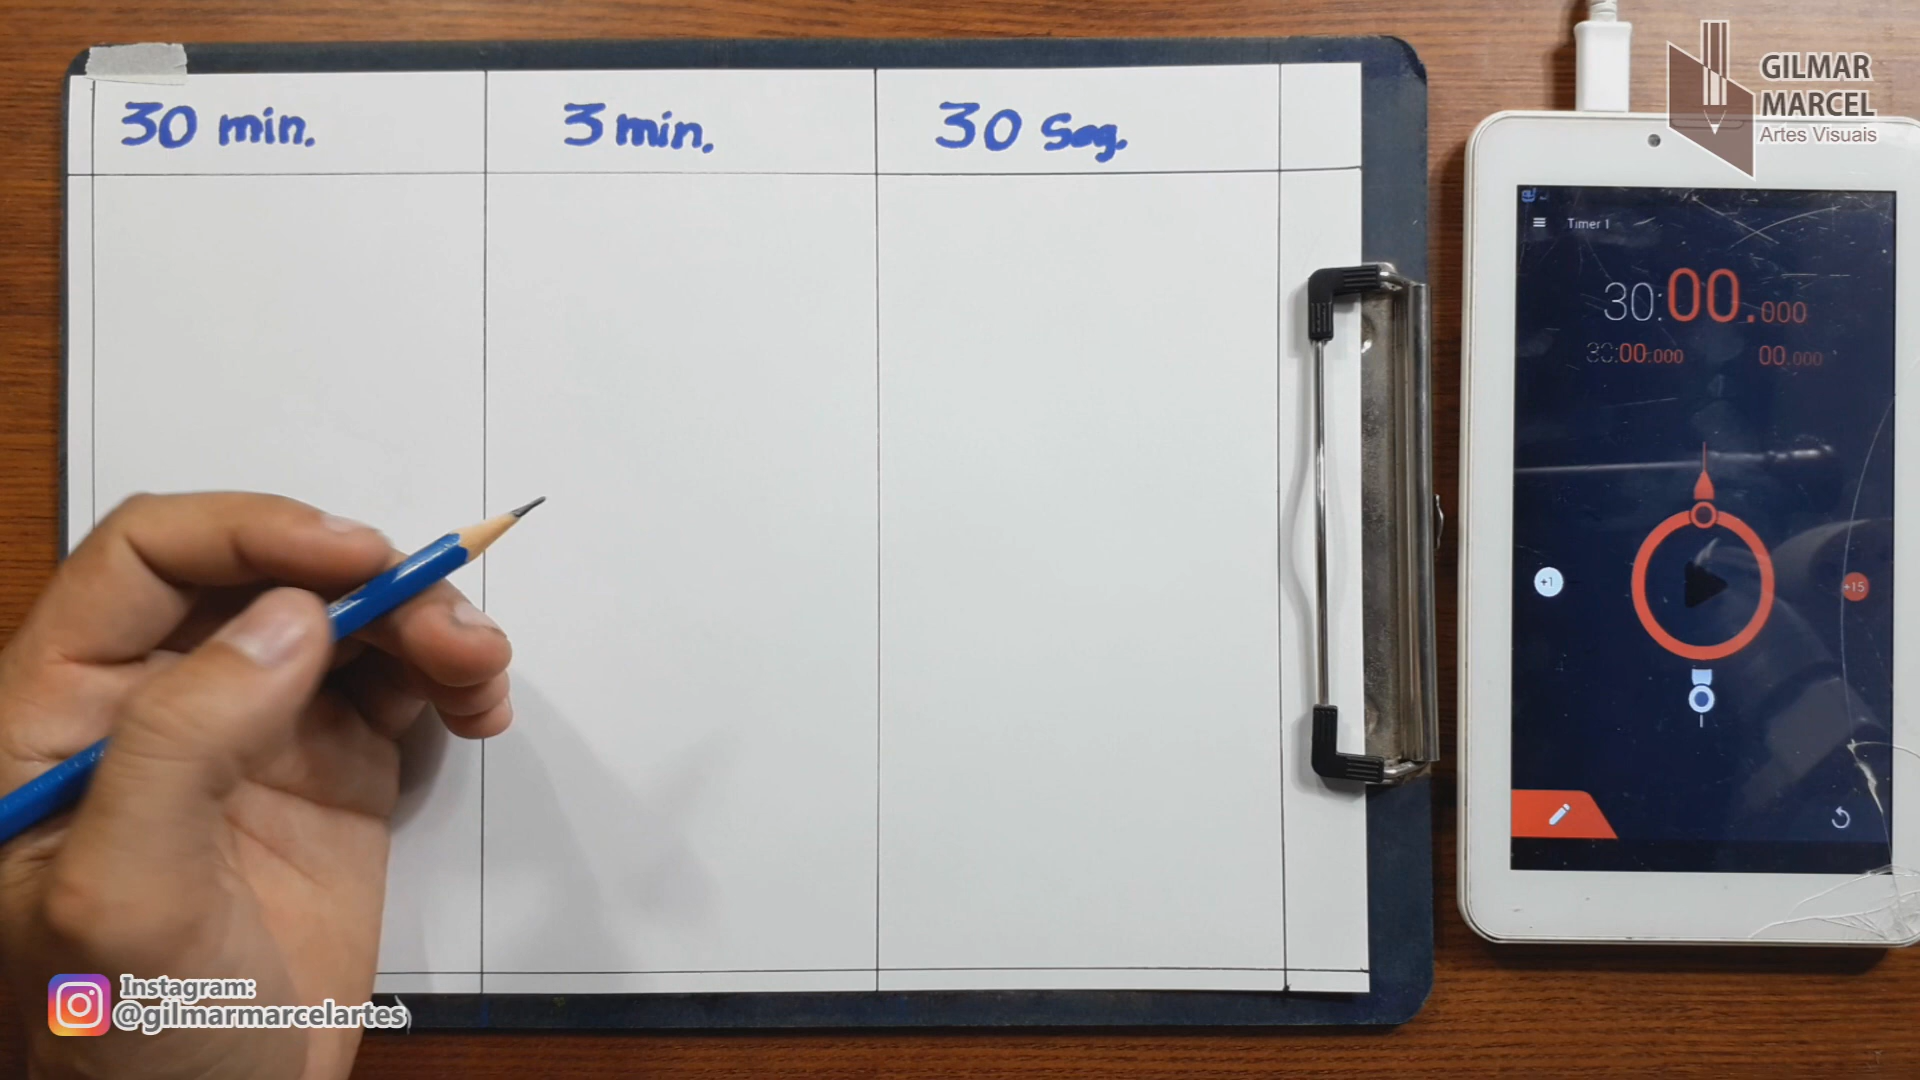 30 min.
3 min.
30 Seg.
GILMAR
MARCEL
Artes Visuais
Timer 1
30:00.000
30:00.000
00.000
+1
+15
Instagram:
@gilmarmarcelartes